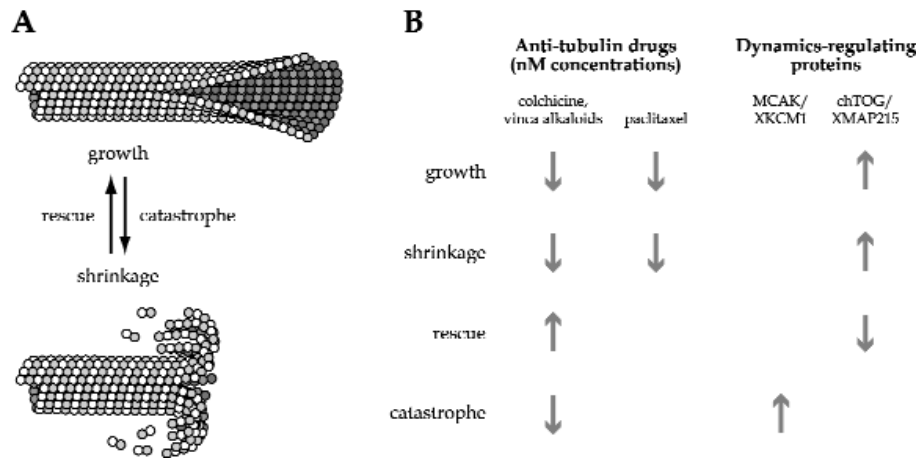 A
growth
rescue
catastrophe
shrinkage
B
Anti-tubulin drugs
(nM concentrations)
Dynamics-regulating
proteins
colchicine,
vinca alkaloids
paclitaxel
MCAK/
XKCM1
chTOG/
XMAP215
growth
shrinkage
rescue
catastrophe